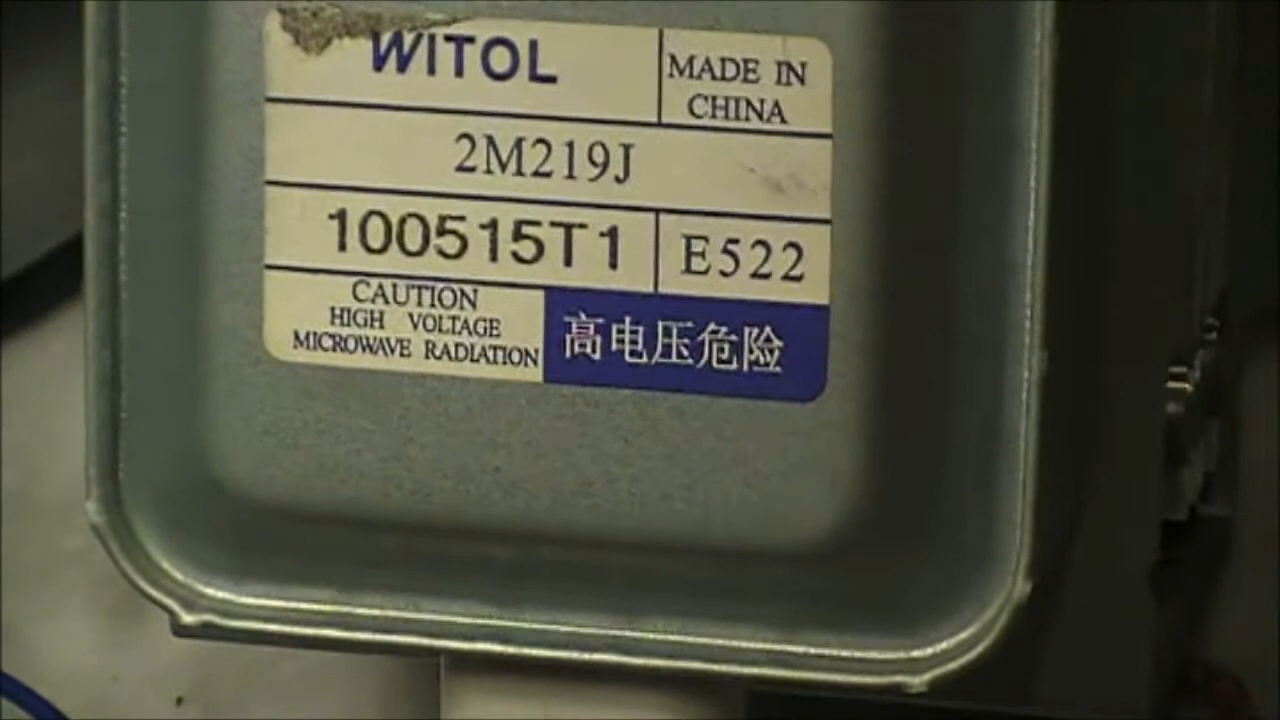 WITOL
MADE IN
CHINA
2M219J
100515T1
E522
CAUTION
HIGH VOLTAGE
MICROWAVE RADIATION
高电压危险